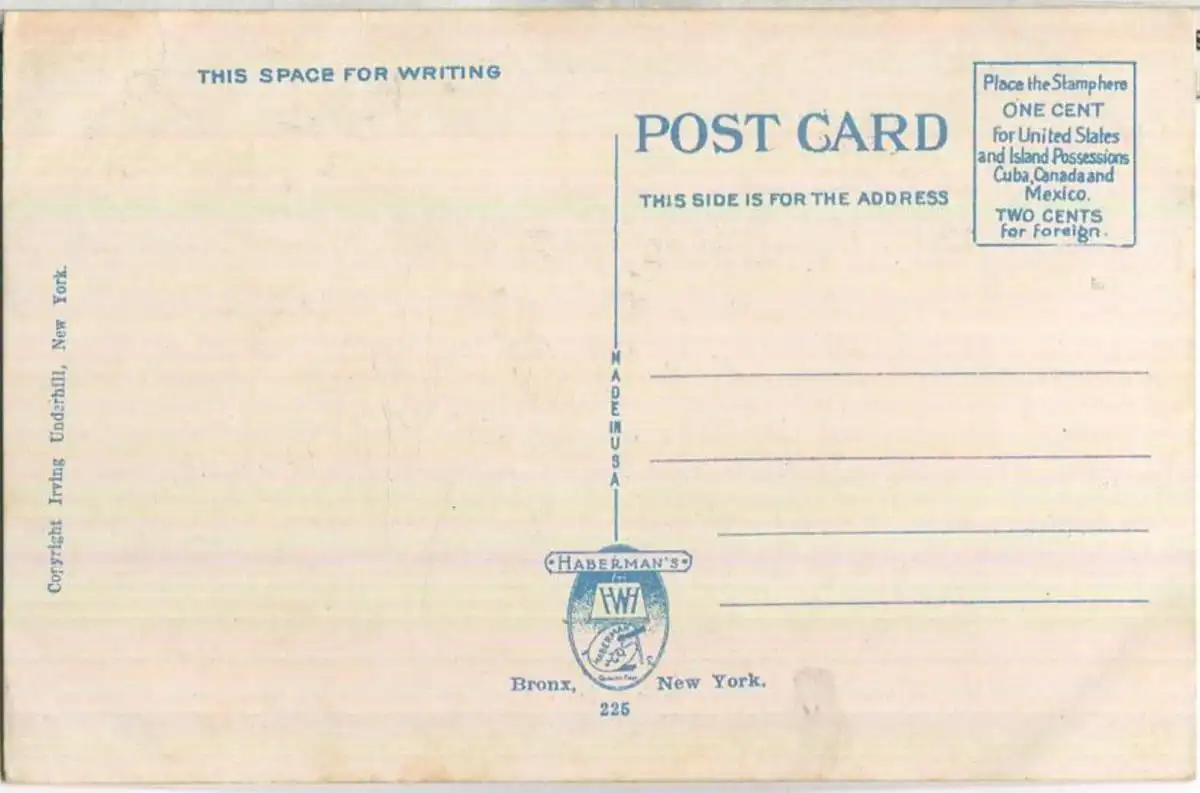 THIS SPACE FOR WRITING
POST CARD
THIS SIDE IS FOR THE ADDRESS
Place the Stamp here
ONE CENT
For United States
and Island Possessions
Cuba, Canada and
Mexico.
TWO CENTS
for foreign.
Copyright Irving Underhill, New York.
MADE IN USA
HABERMAN'S
HWH
HABERMAN
& CO
Bronx, New York.
225